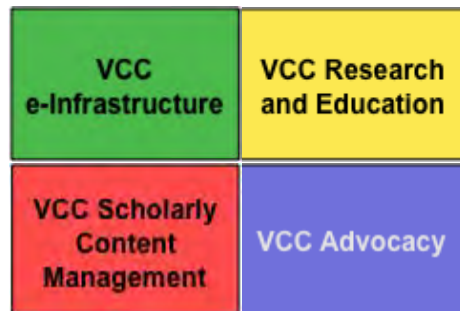 VCC
e-Infrastructure
VCC Research
and Education
VCC Scholarly
Content
Management
VCC Advocacy